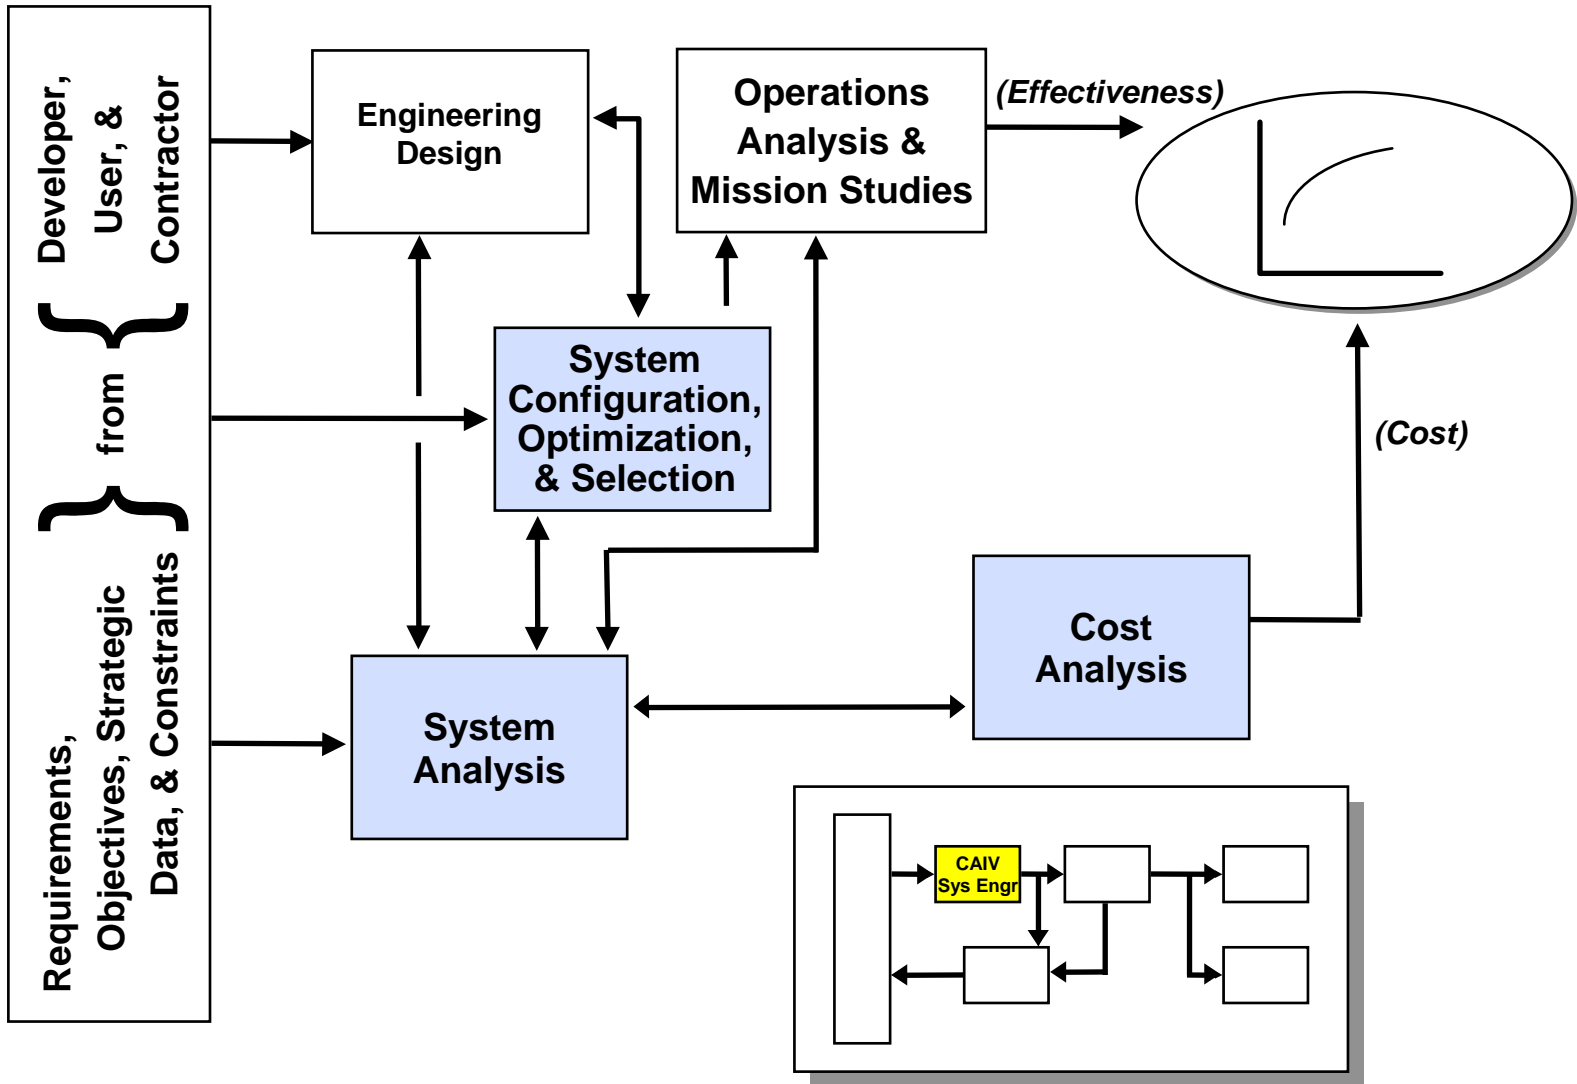 Requirements,
Objectives, Strategic
Data, & Constraints
from
Developer,
User, &
Contractor
Engineering
Design
Operations
Analysis &
Mission Studies
(Effectiveness)
System
Configuration,
Optimization,
& Selection
(Cost)
Cost
Analysis
System
Analysis
CAIV
Sys Engr